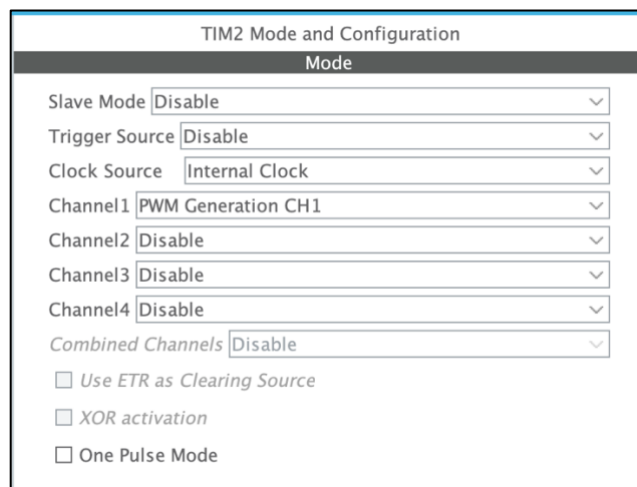 TIM2 Mode and Configuration
Mode
Slave Mode Disable
Trigger Source Disable
Clock Source Internal Clock
Channel1 PWM Generation CH1
Channel2 Disable
Channel3 Disable
Channel4 Disable
Combined Channels Disable
Use ETR as Clearing Source
XOR activation
One Pulse Mode